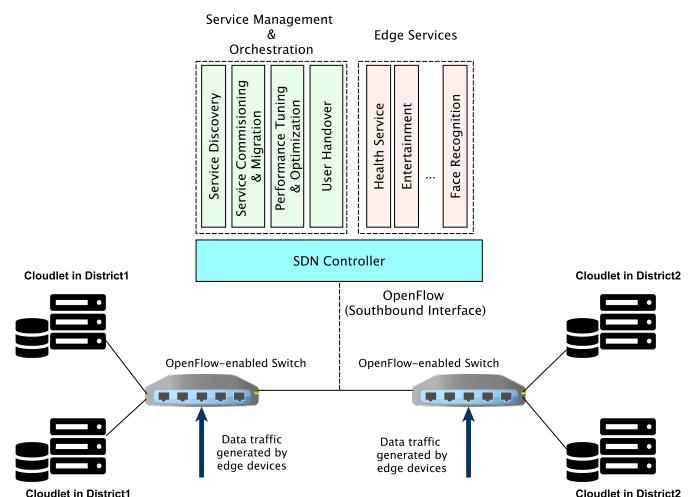 Service Management
&
Orchestration
Edge Services
Service Discovery
Service Commisioning
& Migration
Performance Tuning
& Optimization
User Handover
Health Service
Entertainment
...
Face Recognition
SDN Controller
Cloudlet in District1
Cloudlet in District2
OpenFlow
(Southbound Interface)
OpenFlow-enabled Switch
OpenFlow-enabled Switch
Data traffic
generated by
edge devices
Data traffic
generated by
edge devices
Cloudlet in District1
Cloudlet in District2